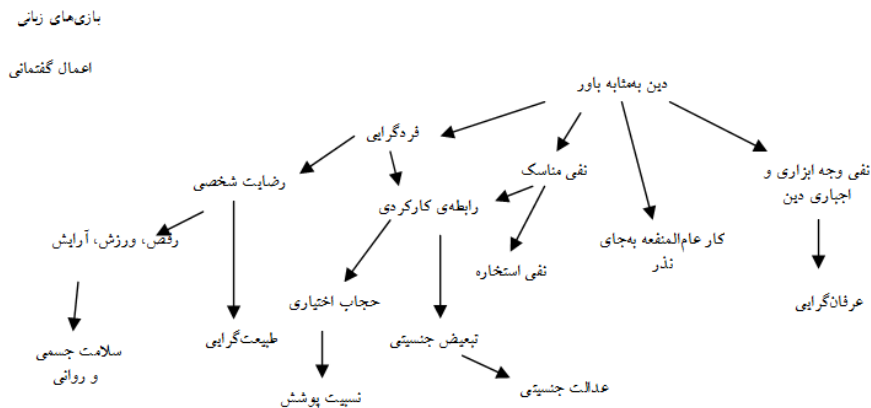 بازی‌های زبانی
اعمال گفتمانی
دین به‌مثابه باور
فردگرایی
نفی مناسک
نفی وجه ابزاری و
اجباری دین
رضایت شخصی
رابطه‌ی کارکردی
کار عام‌المنفعه به‌جای
نذر
رقص، ورزش، آرایش
نفی استخاره
عرفان‌گرایی
حجاب اختیاری
طبیعت‌گرایی
تبعیض جنسیتی
سلامت جسمی
و روانی
عدالت جنسیتی
نسبیت پوشش